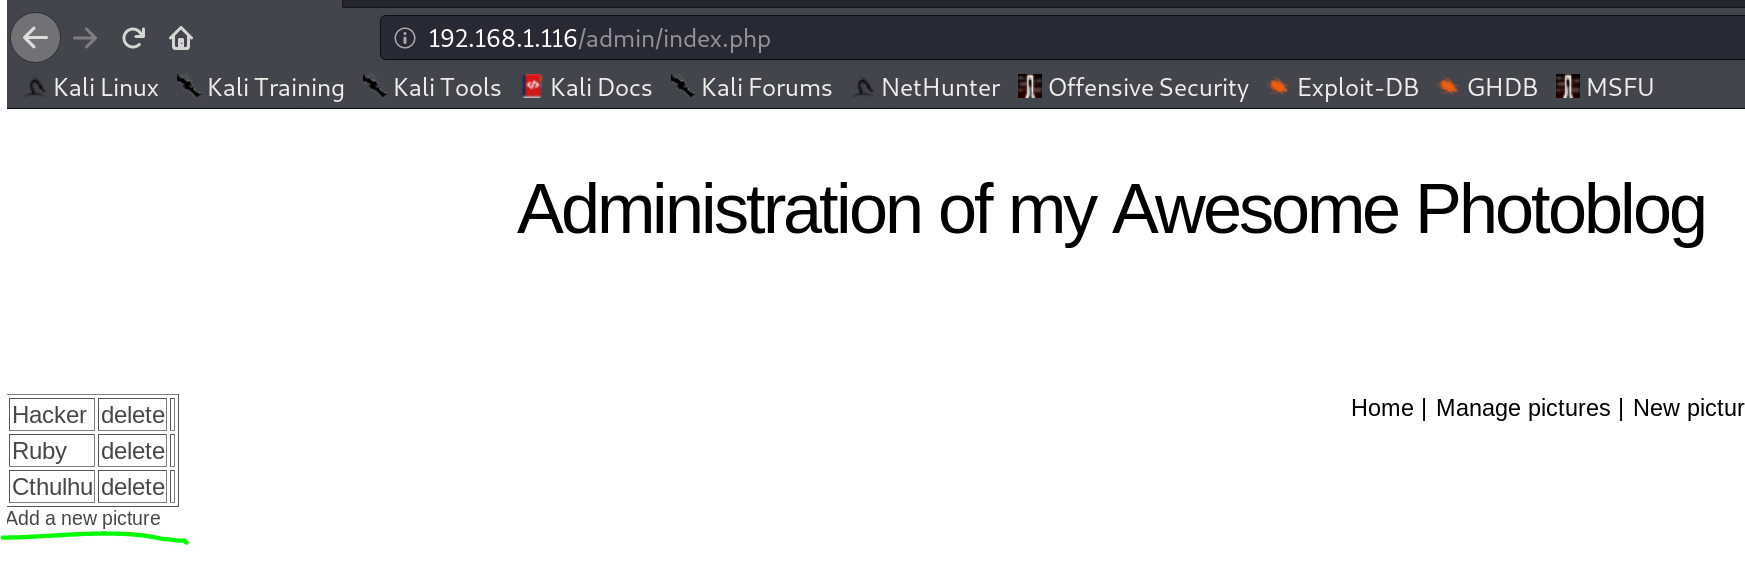 192.168.1.116/admin/index.php
Kali Linux Kali Training Kali Tools Kali Docs Kali Forums NetHunter Offensive Security Exploit-DB GHDB MSFU
Administration of my Awesome Photoblog
Home | Manage pictures | New pictur
Hacker delete
Ruby delete
Cthulhu delete
Add a new picture